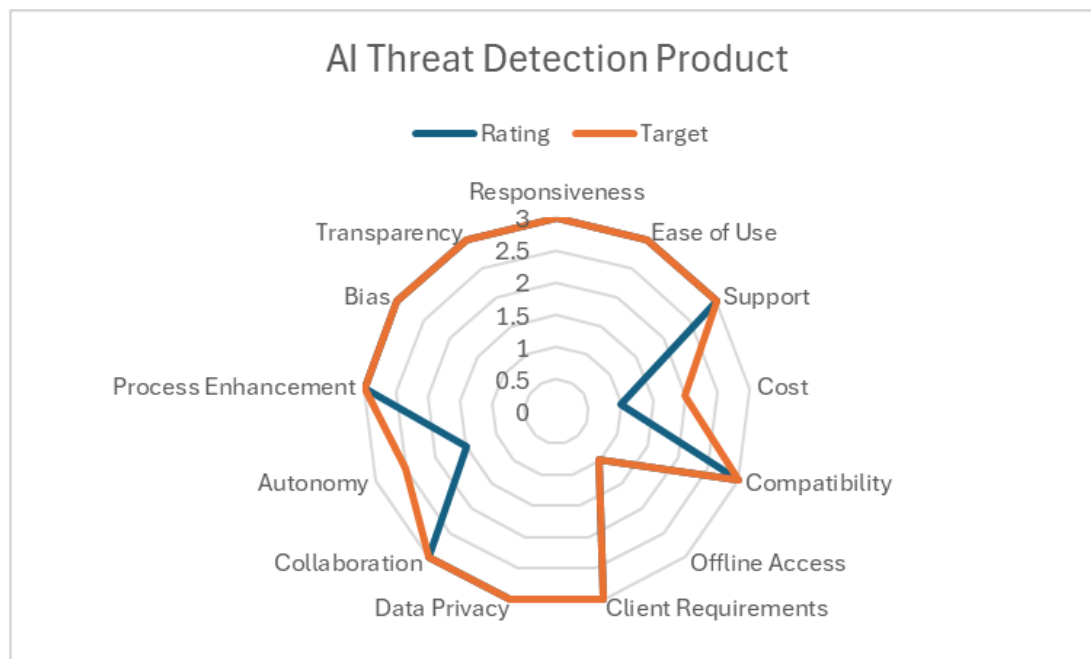 AI Threat Detection Product
Rating Target
Responsiveness
Ease of Use
Support
Cost
Compatibility
Offline Access
Client Requirements
Data Privacy
Collaboration
Autonomy
Process Enhancement
Bias
Transparency
3
2.5
2
1.5
1
0.5
0